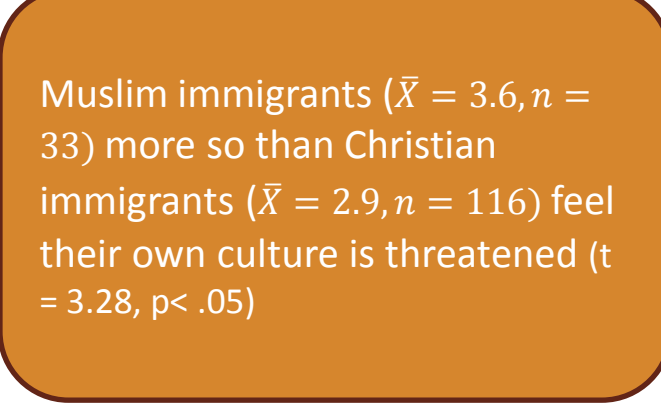 Muslim immigrants (X̄ = 3.6, n =
33) more so than Christian
immigrants (X̄ = 2.9, n = 116) feel
their own culture is threatened (t
= 3.28, p< .05)